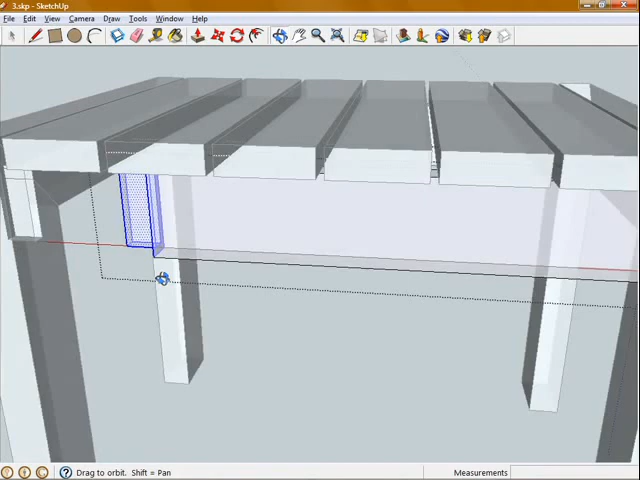 3.skp - SketchUp
File Edit View Camera Draw Tools Window Help
Drag to orbit. Shift = Pan
Measurements